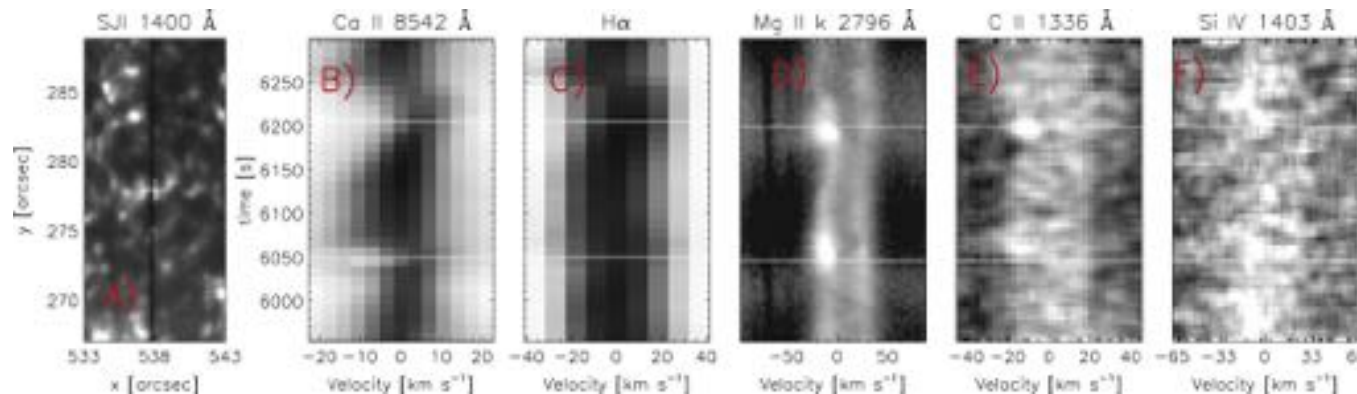 SJI 1400 Å
Ca II 8542 Å
Hα
Mg II k 2796 Å
C II 1336 Å
Si IV 1403 Å
A)
B)
C)
D)
E)
F)
y [arcsec]
285
280
275
270
533 538 543
x [arcsec]
time [s]
6250
6200
6150
6100
6050
6000
-20 -10 0 10 20
Velocity [km s⁻¹]
-40 -20 0 20 40
Velocity [km s⁻¹]
-50 0 50
Velocity [km s⁻¹]
-40 -20 0 20 40
Velocity [km s⁻¹]
-65 -33 0 33 65
Velocity [km s⁻¹]